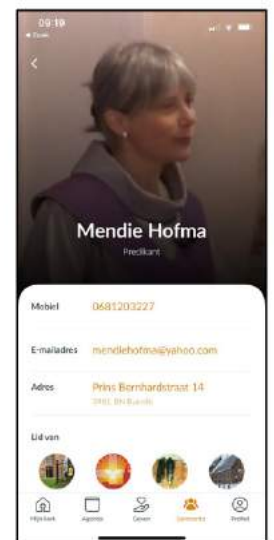 09:19
Zoek
Mendie Hofma
Predikant
Mobiel 0681203227
E-mailadres mendiehofma@yahoo.com
Adres Prins Bernhardstraat 14
Lid van
Mijn kerk Agenda Geven Gemeente Profiel